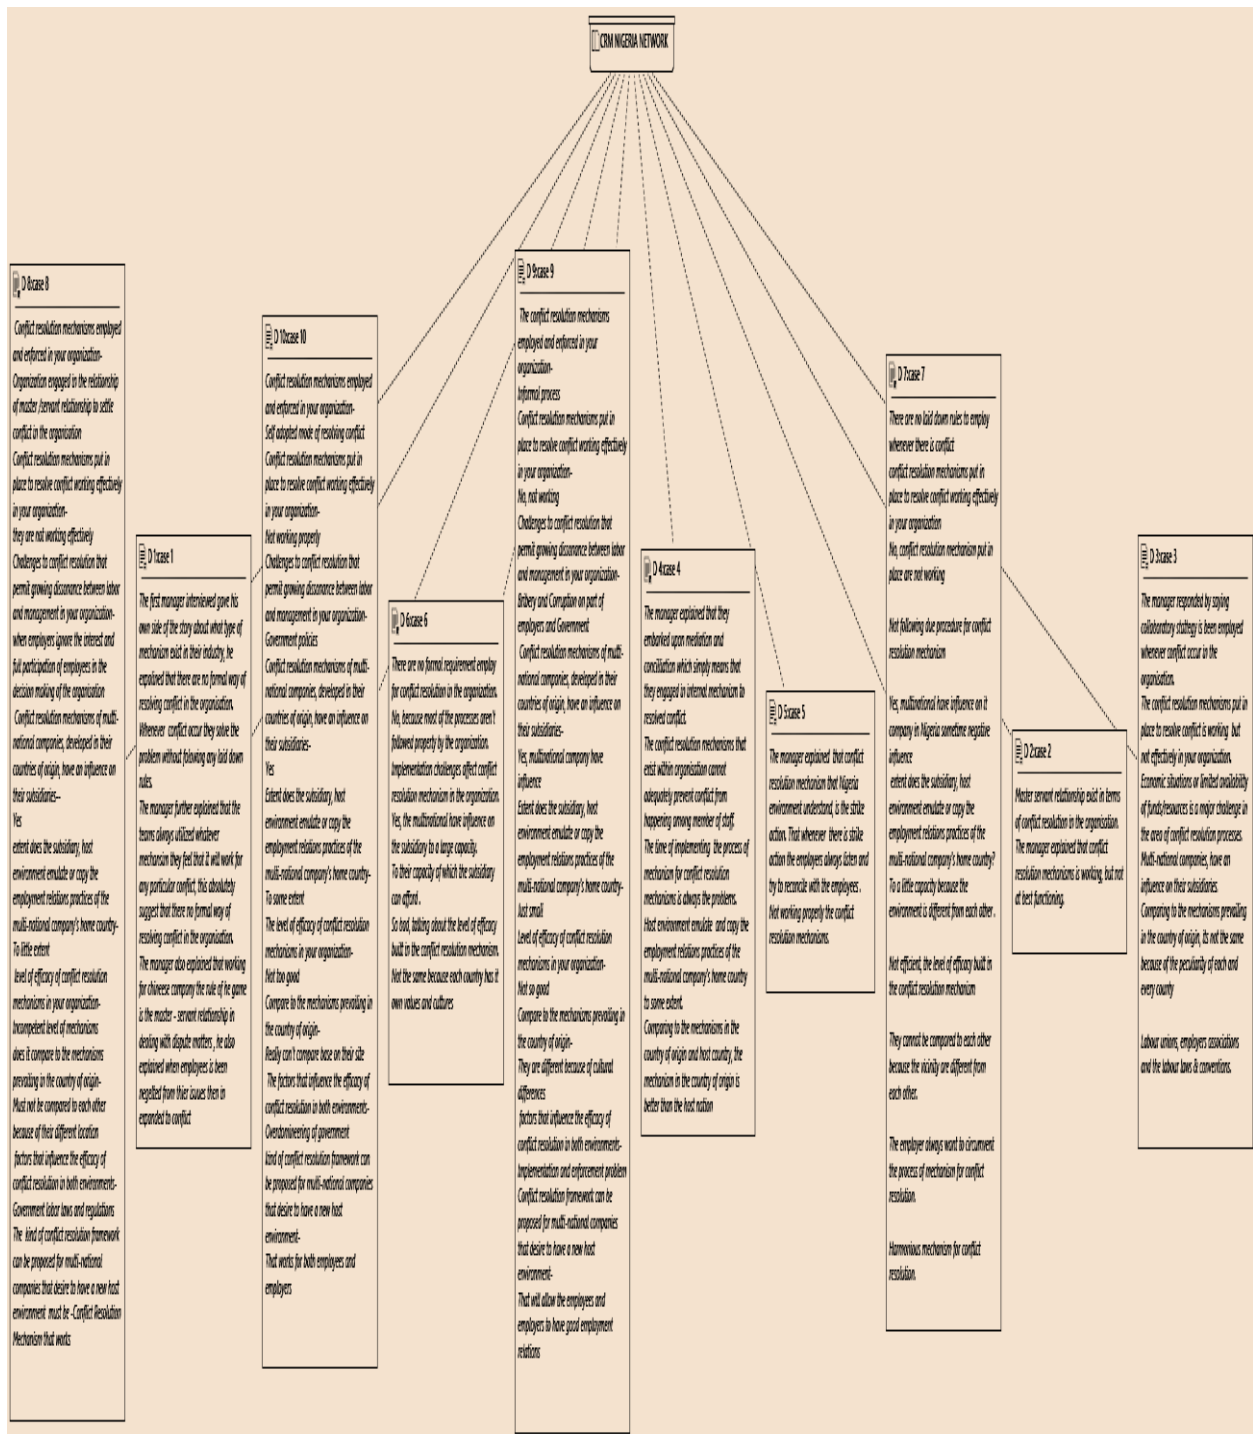 CRM NIGERIA NETWORK
D 8:case 8
Conflict resolution mechanisms employed
and enforced in your organization-
Organization engaged in the relationship
of master /servant relationship to settle
conflict in the organisation
Conflict resolution mechanisms put in
place to resolve conflict working effectively
in your organization-
they are not working effectively
Challenges to conflict resolution that
permit growing dissonance between labor
and management in your organization-
when employers ignore the interest and
full participation of employees in the
decision making of the organisation
Conflict resolution mechanisms of multi-
national companies, developed in their
countries of origin, have an influence on
their subsidiaries--
Yes
extent does the subsidiary, host
environment emulate or copy the
employment relations practices of the
multi-national company's home country-
To little extent
level of efficacy of conflict resolution
mechanisms in your organization-
Incompetent level of mechanisms
does it compare to the mechanisms
prevailing in the country of origin-
Must not be compared to each other
because of their different location
factors that influence the efficacy of
conflict resolution in both environments-
Government labor laws and regulations
The kind of conflict resolution framework
can be proposed for multi-national
companies that desire to have a new host
environment must be -Conflict Resolution
Mechanism that works
D 1:case 1
The first manager interviewed gave his
own side of the story about what type of
mechanism exist in their industry, he
explained that there are no formal way of
resolving conflict in the organisation.
Whenever conflict occur they solve the
problem without following any laid down
rules.
The manager further explained that the
teams always utilized whatever
mechanism they feel that it will work for
any particular conflict, this absolutely
suggest that there no formal way of
resolving conflict in the organisation.
The manager also explained that working
for chineese company the rule of he game
is the master - servant relationship in
dealing with dispute matters , he also
explained when employees is been
neglted from thier issues then in
expanded to conflict
D 10:case 10
Conflict resolution mechanisms employed
and enforced in your organization-
Self adopted mode of resolving conflict
Conflict resolution mechanisms put in
place to resolve conflict working effectively
in your organization-
Not working properly
Challenges to conflict resolution that
permit growing dissonance between labor
and management in your organization-
Government policies
Conflict resolution mechanisms of multi-
national companies, developed in their
countries of origin, have an influence on
their subsidiaries-
Yes
Extent does the subsidiary, host
environment emulate or copy the
employment relations practices of the
multi-national company's home country-
To some extent
The level of efficacy of conflict resolution
mechanisms in your organization-
Not too good
Compare to the mechanisms prevailing in
the country of origin-
Really can't compare base on their site
The factors that influence the efficacy of
conflict resolution in both environments-
Overdomineering of government
kind of conflict resolution framework can
be proposed for multi-national companies
that desire to have a new host
environment-
That works for both employees and
employers
D 6:case 6
There are no formal requirement employ
for conflict resolution in the organization.
No, because most of the processes aren't
followed property by the organization.
Implementation challenges affect conflict
resolution mechanism in the organization.
Yes, the multinational have influence on
the subsidiary to a large capacity.
To their capacity of which the subsidiary
can afford .
So bad, talking about the level of efficacy
built in the conflict resolution mechanism.
Not the same because each country has it
own values and cultures
D 9:case 9
The conflict resolution mechanisms
employed and enforced in your
organization-
Informal process
Conflict resolution mechanisms put in
place to resolve conflict working effectively
in your organization-
No, not working
Challenges to conflict resolution that
permit growing dissonance between labor
and management in your organization-
Bribery and Corruption on part of
employers and Government
Conflict resolution mechanisms of multi-
national companies, developed in their
countries of origin, have an influence on
their subsidiaries-
Yes, multinational company have
influence
Extent does the subsidiary, host
environment emulate or copy the
employment relations practices of the
multi-national company's home country-
Just small
Level of efficacy of conflict resolution
mechanisms in your organization-
Not so good
Compare to the mechanisms prevailing in
the country of origin-
They are different because of cultural
differences
factors that influence the efficacy of
conflict resolution in both environments-
Implementation and enforcement problem
Conflict resolution framework can be
proposed for multi-national companies
that desire to have a new host
environment-
That will allow the employees and
employers to have good employment
relations
D 4:case 4
The manager explained that they
embarked upon mediation and
conciliation which simply means that
they engaged in internal mechanism to
resolved conflict.
The conflict resolution mechanisms that
exist within organisation cannot
adequately prevent conflict from
happening among member of staff.
The time of implementing the process of
mechanism for conflict resolution
mechanisms is always the problems.
Host environment emulate and copy the
employment relations practices of the
multi-national company's home country
to some extent.
Comparing to the mechanisms in the
country of origin and host country, the
mechanism in the country of origin is
better than the host nation
D 5:case 5
The manager explained that conflict
resolution mechanism that Nigeria
environment understand, is the strike
action. That whenever there is strike
action the employers always listen and
try to reconcile with the employees .
Not working properly the conflict
resolution mechanisms.
D 7:case 7
There are no laid down rules to employ
whenever there is conflict
conflict resolution mechanisms put in
place to resolve conflict working effectively
in your organization
No, conflict resolution mechanism put in
place are not working
Not following due procedure for conflict
resolution mechanism
Yes, multinational have influence on it
company in Nigeria sometime negative
influence
extent does the subsidiary, host
environment emulate or copy the
employment relations practices of the
multi-national company's home country?
To a little capacity because the
environment is different from each other .
Not efficient, the level of efficacy built in
the conflict resolution mechanism
They cannot be compared to each other
because the vicinity are different from
each other.
The employer always want to circumvent
the process of mechanism for conflict
resolution.
Harmonious mechanism for conflict
resolution.
D 2:case 2
Master servant relationship exist in terms
of conflict resolution in the organisation.
The manager explained that conflict
resolution mechanisms is working, but not
at best functioning.
D 3:case 3
The manager responded by saying
collaboratory staltegy is been employed
whenever conflict occur in the
organisation.
The conflict resolution mechanisms put in
place to resolve conflict is working but
not effectively in your organization.
Economic situations or limited availability
of funds/resources is a major challenge in
the area of conflict resolution processes.
Multi-national companies, have an
influence on their subsidiaries.
Comparing to the mechanisms prevailing
in the country of origin, its not the same
because of the peculiarity of each and
every county
Labour unions, employers associations
and the labour laws & conventions.